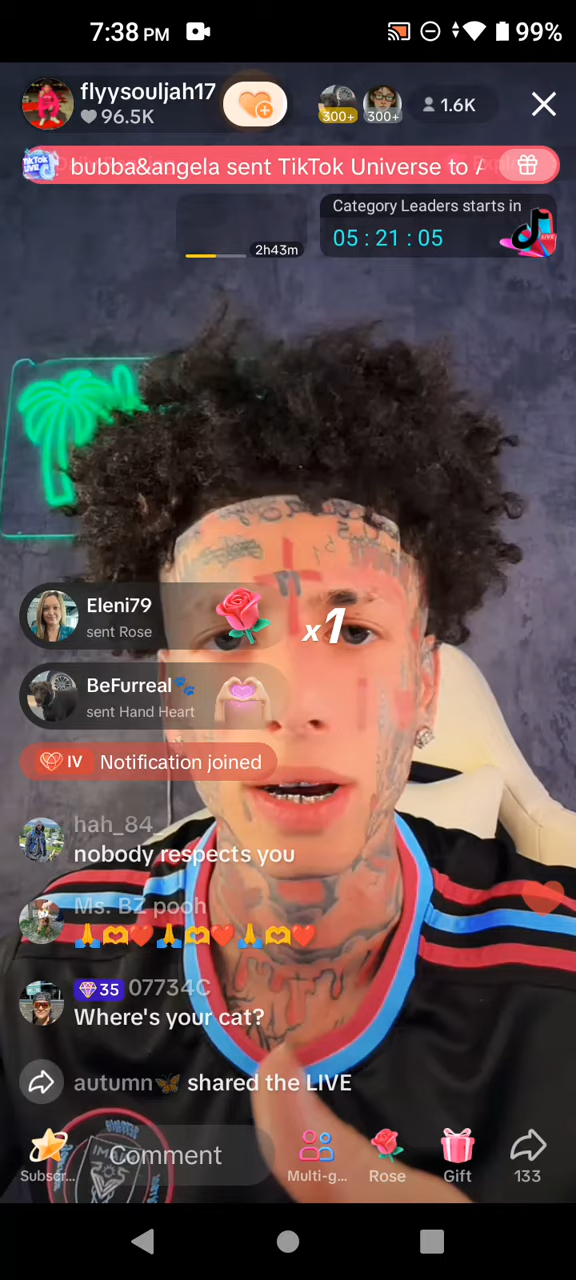 7:38 PM
99%
flyysouljah17
96.5K
300+
300+
1.6K
bubba&angela sent TikTok Universe to
Category Leaders starts in
05 : 21 : 05
2h43m
Eleni79
sent Rose
x1
BeFurreal🐾
sent Hand Heart
IV Notification joined
hah_84_
nobody respects you
Ms. BZ pooh
🙏🫶❤️🙏🫶❤️🙏🫶❤️
35 07734C
Where's your cat?
autumn🦋 shared the LIVE
Subscr...
Comment
Multi-g...
Rose
Gift
133